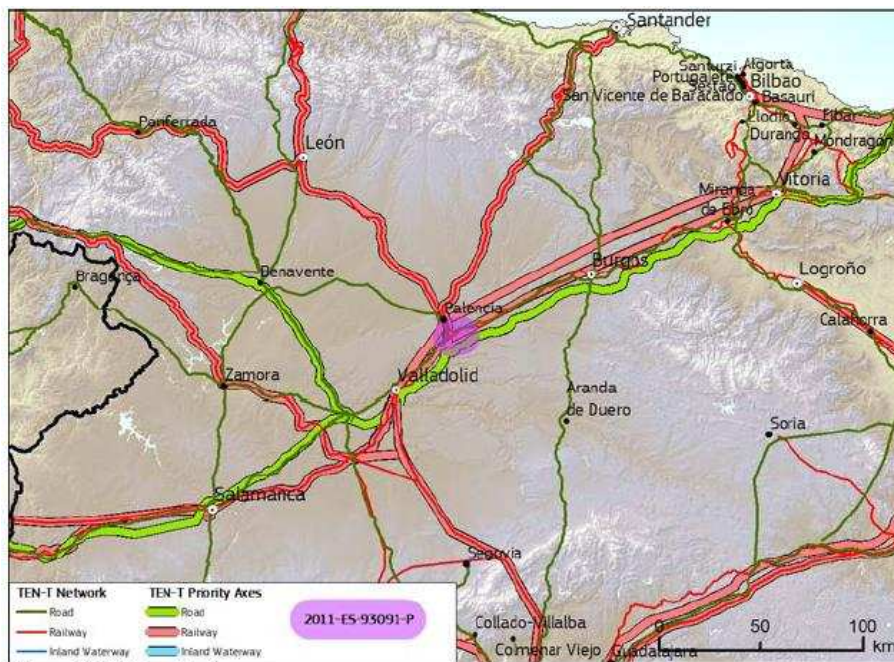 Santander
Santurzi
Algorta
Portugalete
Sestao
Bilbao
San Vicente de Baracaldo
Basauri
Ponferrada
Llodio
Eibar
León
Durango
Mondragón
Miranda
de Ebro
Vitoria
Bragança
Benavente
Burgos
Logroño
Palencia
Calahorra
Zamora
Valladolid
Aranda
de Duero
Soria
Salamanca
Segovia
TEN-T Network
TEN-T Priority Axes
Road
Road
2011-ES-93091-P
Railway
Railway
Inland Waterway
Inland Waterway
Collado-Villalba
Colmenar Viejo
Guadalajara
0 50 100
km